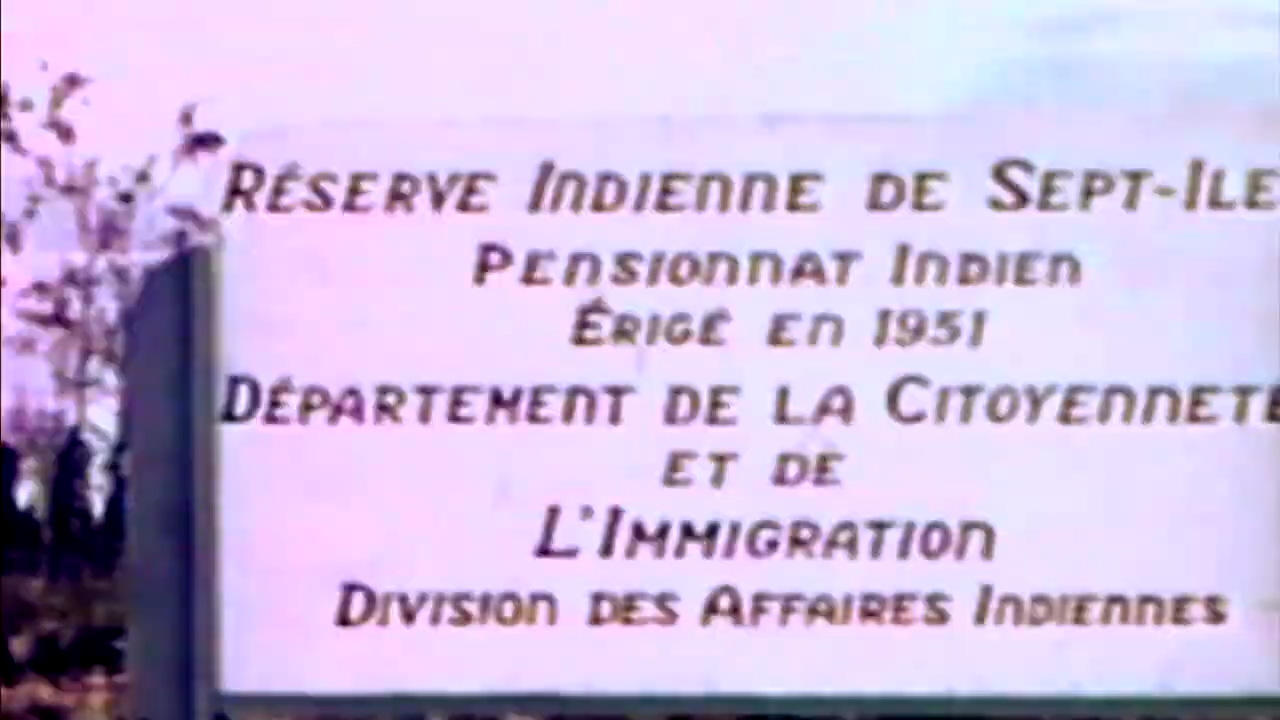 RÉSERVE INDIENNE DE SEPT-ILE
PENSIONNAT INDIEN
ÉRIGÉ EN 1951
DÉPARTEMENT DE LA CITOYENNETÉ
ET DE
L'IMMIGRATION
DIVISION DES AFFAIRES INDIENNES